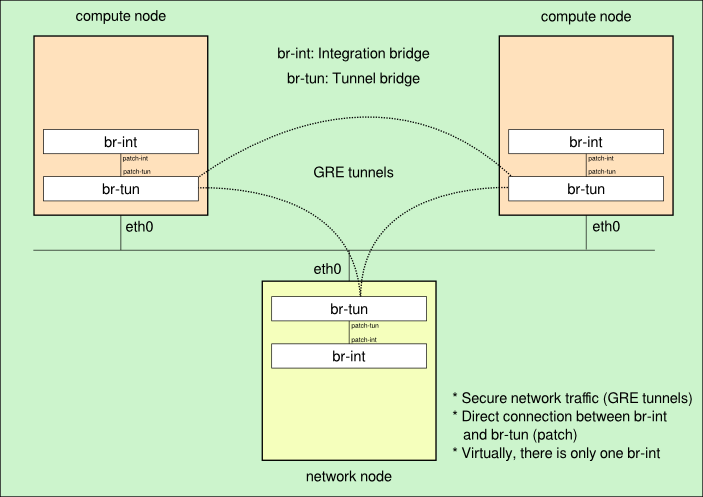 compute node
compute node
br-int: Integration bridge
br-tun: Tunnel bridge
br-int
patch-int
patch-tun
br-tun
eth0
GRE tunnels
br-int
patch-int
patch-tun
br-tun
eth0
eth0
br-tun
patch-tun
patch-int
br-int
network node
* Secure network traffic (GRE tunnels)
* Direct connection between br-int
and br-tun (patch)
* Virtually, there is only one br-int